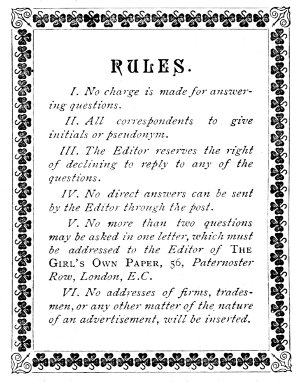 RULES.
I. No charge is made for answer-
ing questions.
II. All correspondents to give
initials or pseudonym.
III. The Editor reserves the right
of declining to reply to any of the
questions.
IV. No direct answers can be sent
by the Editor through the post.
V. No more than two questions
may be asked in one letter, which must
be addressed to the Editor of THE
GIRL'S OWN PAPER, 56, Paternoster
Row, London, E.C.
VI. No addresses of firms, trades-
men, or any other matter of the nature
of an advertisement, will be inserted.